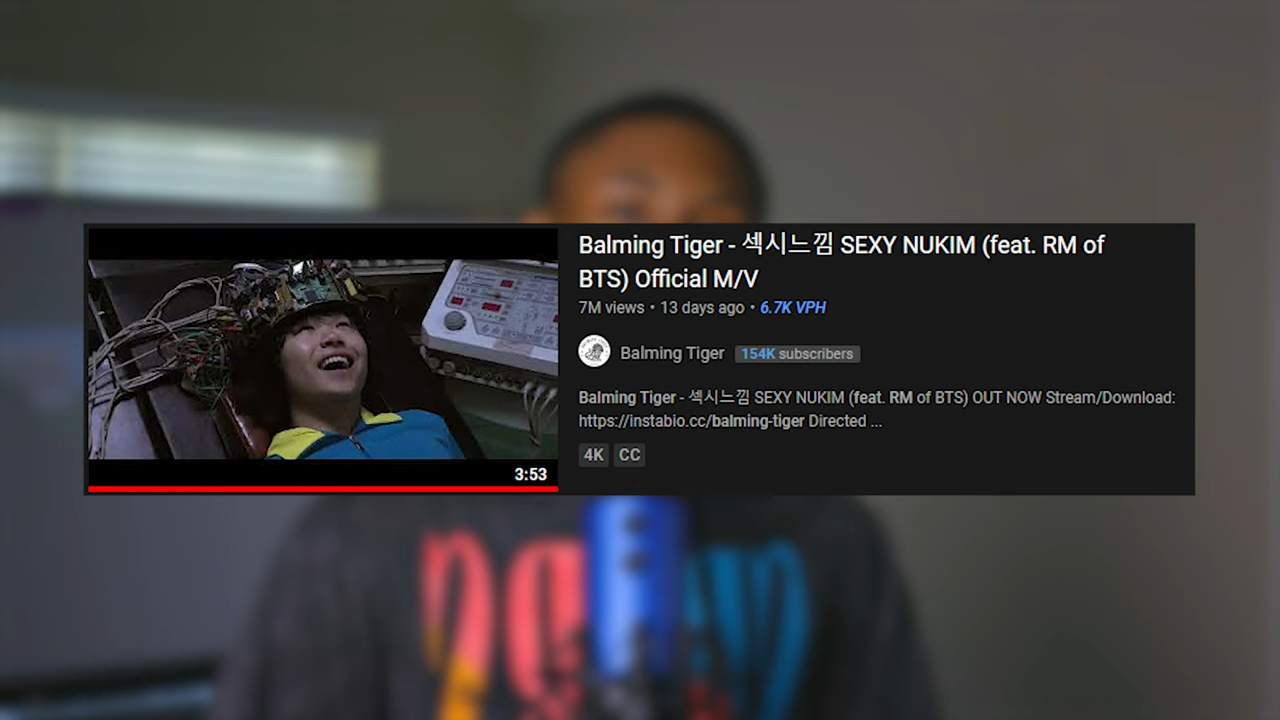 Balming Tiger - 섹시느낌 SEXY NUKIM (feat. RM of
BTS) Official M/V
7M views • 13 days ago • 6.7K VPH
Balming Tiger 154K subscribers
Balming Tiger - 섹시느낌 SEXY NUKIM (feat. RM of BTS) OUT NOW Stream/Download:
https://instabio.cc/balming-tiger Directed ...
4K CC
3:53